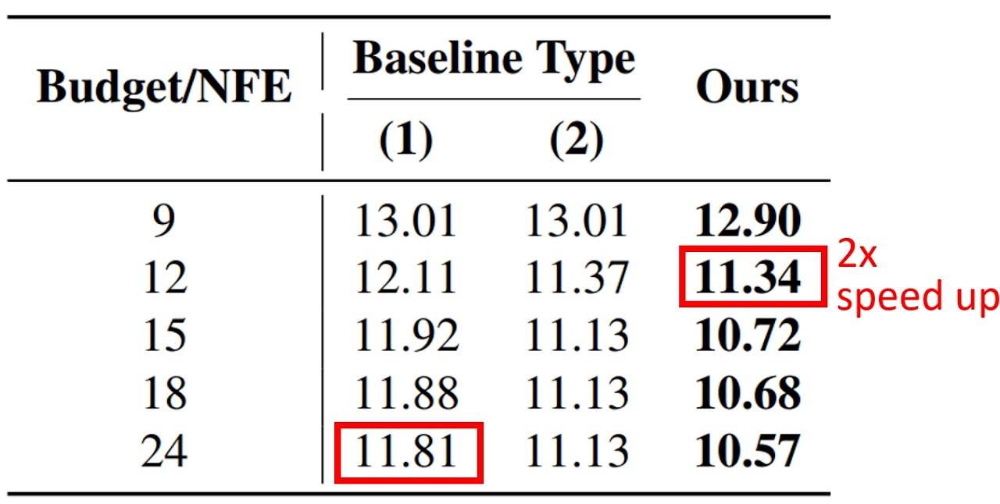 Budget/NFE Baseline Type Ours
(1) (2)
9 13.01 13.01 12.90
12 12.11 11.37 11.34 2x speed up
15 11.92 11.13 10.72
18 11.88 11.13 10.68
24 11.81 11.13 10.57